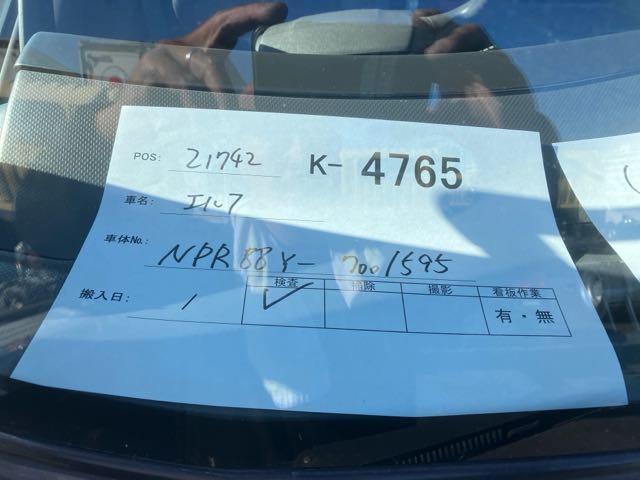 POS: 21742 K- 4765
車名: エルフ
車体No.: NPR88Y- 7001595
検査 掃除 撮影 看板作業
搬入日: / ✓ 有・無